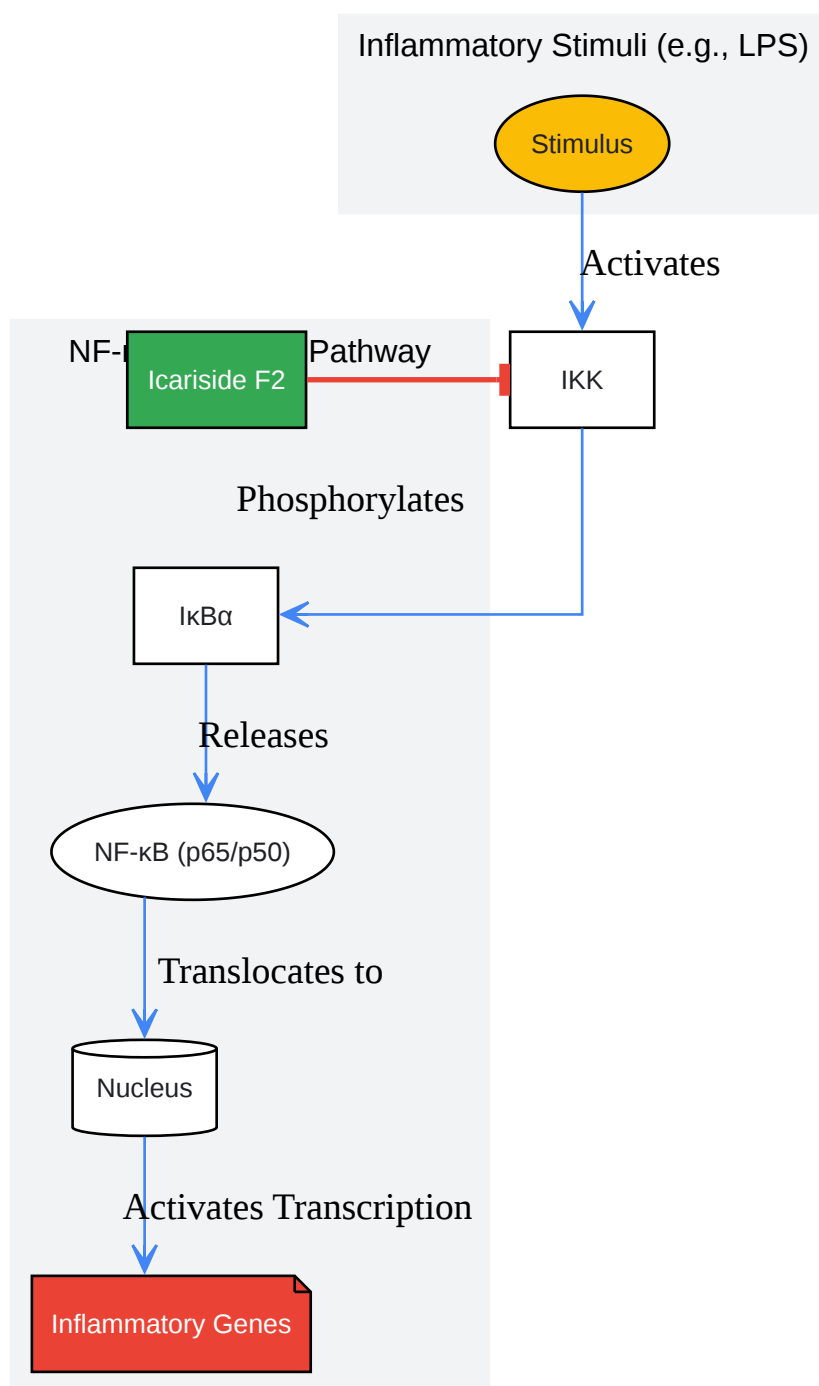 Inflammatory Stimuli (e.g., LPS)
Stimulus
Activates
Pathway
Icariside F2
IKK
Phosphorylates
IκBα
Releases
NF-κB (p65/p50)
Translocates to
Nucleus
Activates Transcription
Inflammatory Genes